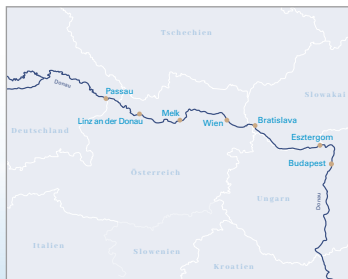 Tschechien
Donau
Passau
Slowakei
Melk
Linz an der Donau
Wien
Bratislava
Deutschland
Esztergom
Budapest
Österreich
Ungarn
Donau
Italien
Slowenien
Kroatien